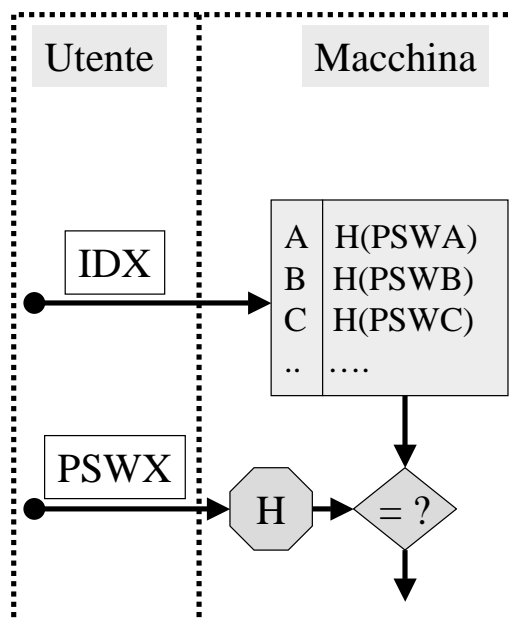 Utente
Macchina
IDX
A H(PSWA)
B H(PSWB)
C H(PSWC)
.. ....
PSWX
H
= ?